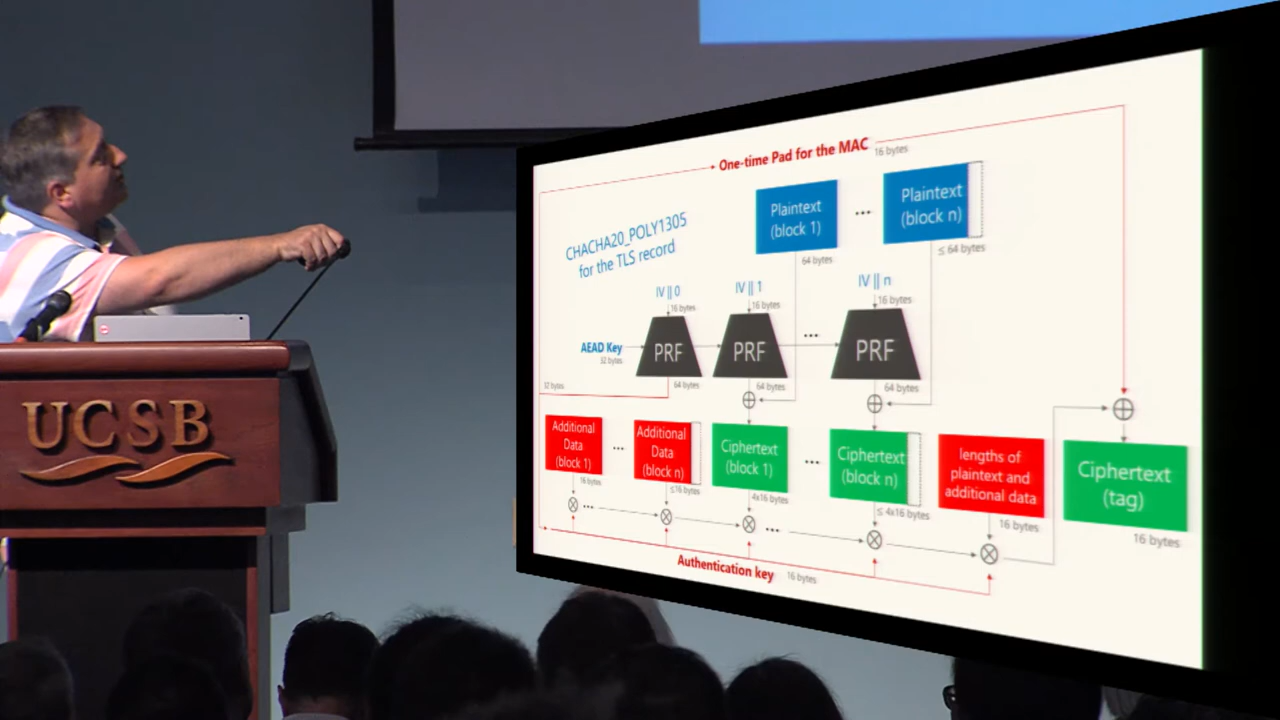 One-time Pad for the MAC
16 bytes
CHACHA20_POLY1305
for the TLS record
Plaintext
(block 1)
...
Plaintext
(block n)
64 bytes
≤ 64 bytes
IV || 0
IV || 1
IV || n
16 bytes
16 bytes
16 bytes
AEAD Key
32 bytes
PRF
PRF
...
PRF
32 bytes
64 bytes
64 bytes
64 bytes
Additional
Data
(block 1)
...
Additional
Data
(block n)
Ciphertext
(block 1)
...
Ciphertext
(block n)
lengths of
plaintext and
additional data
Ciphertext
(tag)
16 bytes
≤16 bytes
4x16 bytes
≤ 4x16 bytes
16 bytes
16 bytes
...
...
Authentication key
16 bytes
UCSB